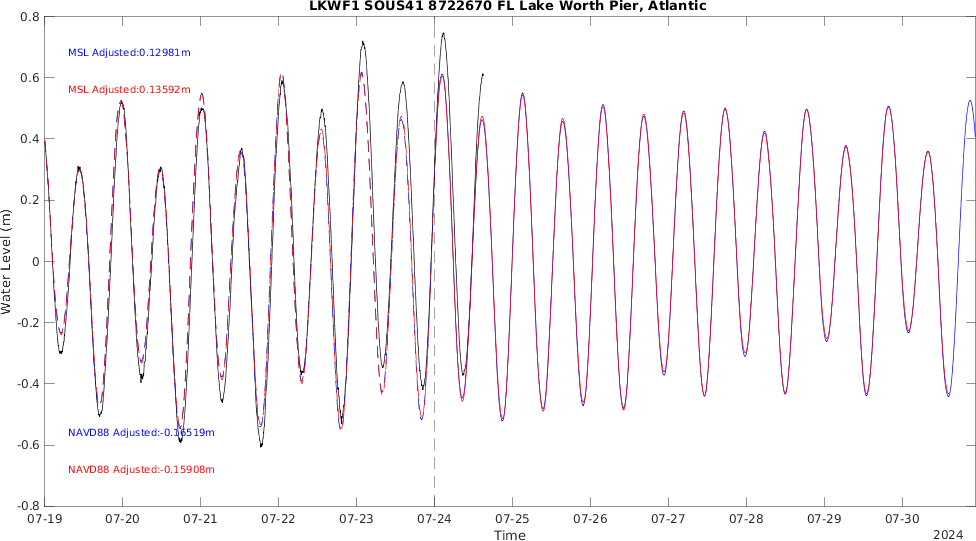 LKWF1 SOUS41 8722670 FL Lake Worth Pier, Atlantic
0.8
0.6
0.4
0.2
0
-0.2
-0.4
-0.6
-0.8
Water Level (m)
MSL Adjusted:0.12981m
MSL Adjusted:0.13592m
NAVD88 Adjusted:-0.16519m
NAVD88 Adjusted:-0.15908m
07-19 07-20 07-21 07-22 07-23 07-24 07-25 07-26 07-27 07-28 07-29 07-30
Time
2024